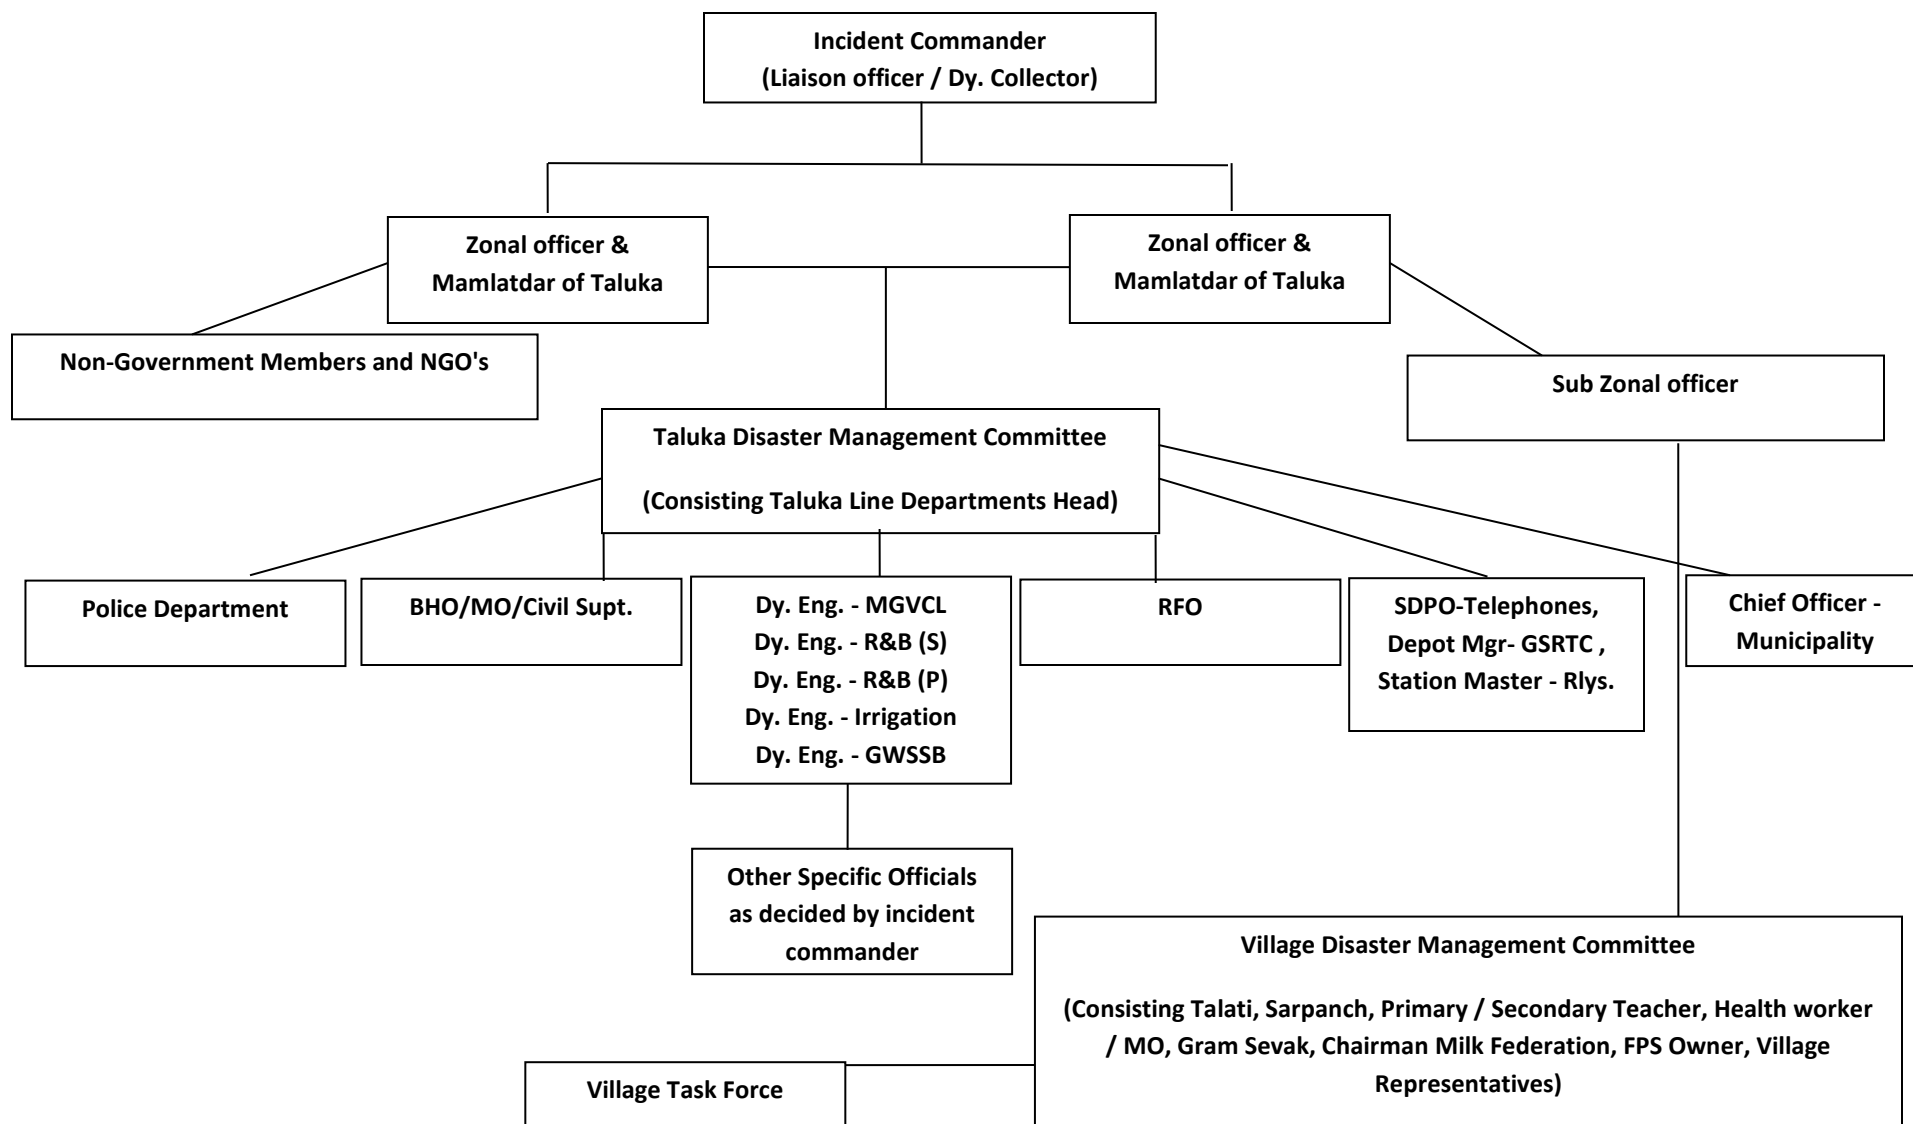 Incident Commander
(Liaison officer / Dy. Collector)
Zonal officer &
Mamlatdar of Taluka
Zonal officer &
Mamlatdar of Taluka
Non-Government Members and NGO's
Sub Zonal officer
Taluka Disaster Management Committee
(Consisting Taluka Line Departments Head)
Police Department
BHO/MO/Civil Supt.
Dy. Eng. - MGVCL
Dy. Eng. - R&B (S)
Dy. Eng. - R&B (P)
Dy. Eng. - Irrigation
Dy. Eng. - GWSSB
RFO
SDPO-Telephones,
Depot Mgr- GSRTC ,
Station Master - Rlys.
Chief Officer -
Municipality
Other Specific Officials
as decided by incident
commander
Village Disaster Management Committee
(Consisting Talati, Sarpanch, Primary / Secondary Teacher, Health worker
/ MO, Gram Sevak, Chairman Milk Federation, FPS Owner, Village
Representatives)
Village Task Force